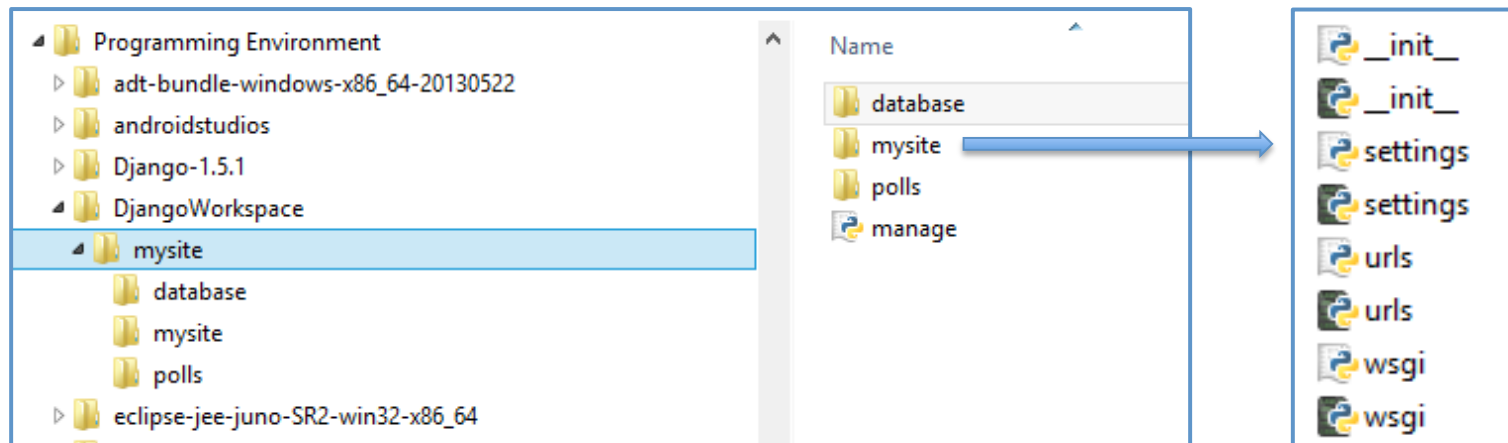 Programming Environment
adt-bundle-windows-x86_64-20130522
androidstudios
Django-1.5.1
DjangoWorkspace
mysite
database
mysite
polls
eclipse-jee-juno-SR2-win32-x86_64
Name
database
mysite
polls
manage
__init__
__init__
settings
settings
urls
urls
wsgi
wsgi